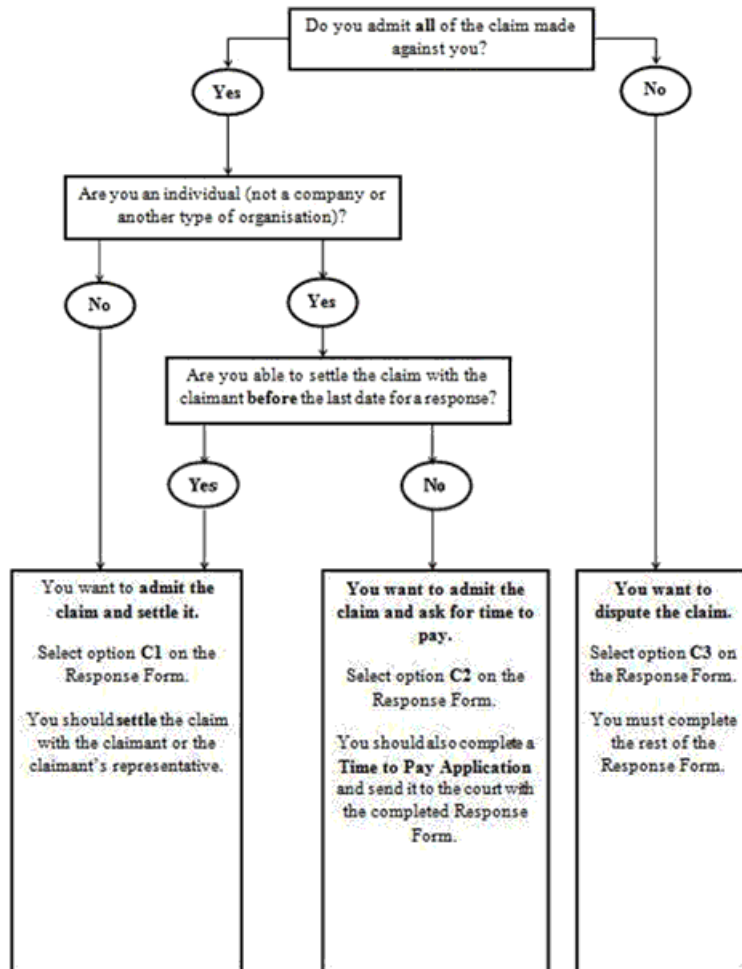 Do you admit all of the claim made
against you?
Yes
No
Are you an individual (not a company or
another type of organisation)?
No
Yes
Are you able to settle the claim with the
claimant before the last date for a response?
Yes
No
You want to admit the
claim and settle it.
Select option C1 on the
Response Form.
You should settle the claim
with the claimant or the
claimant's representative.
You want to admit the
claim and ask for time to
pay.
Select option C2 on the
Response Form.
You should also complete a
Time to Pay Application
and send it to the court with
the completed Response
Form.
You want to
dispute the claim.
Select option C3 on
the Response Form.
You must complete
the rest of the
Response Form.